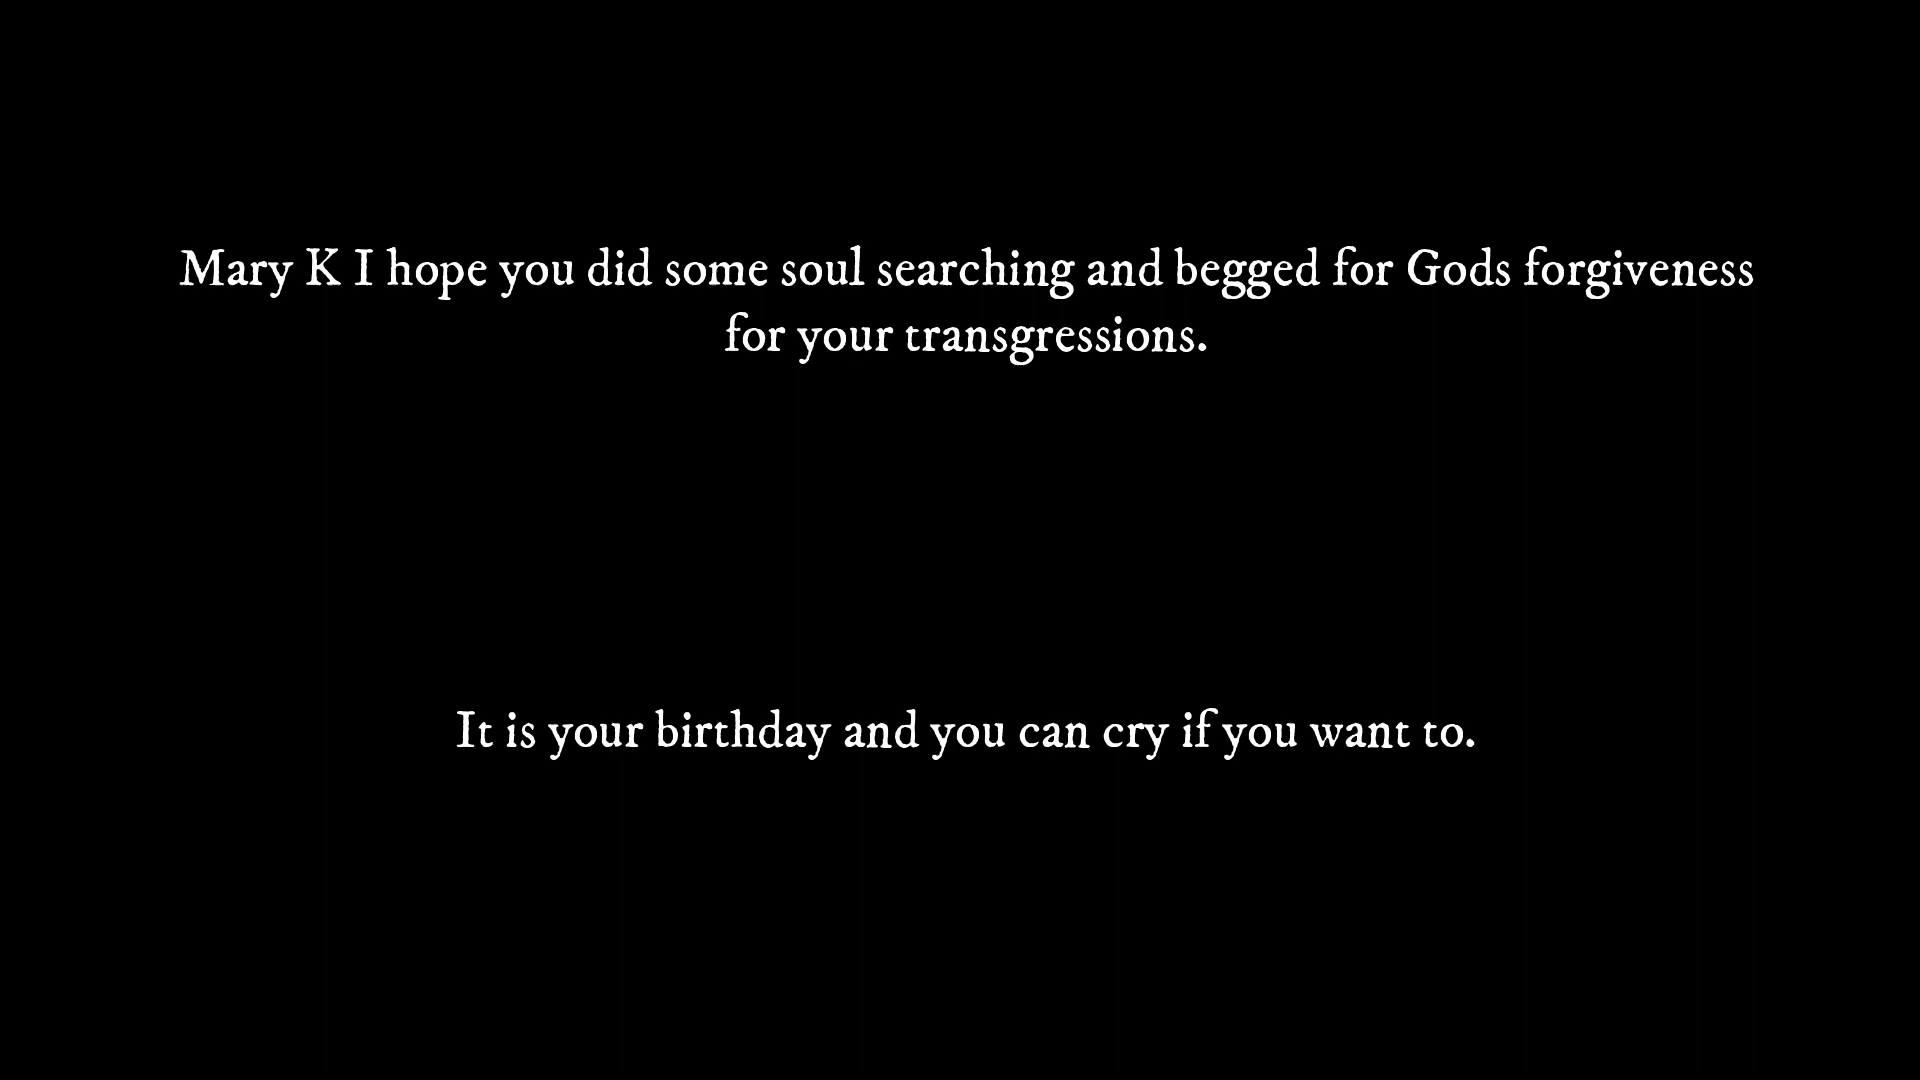 Mary K I hope you did some soul searching and begged for Gods forgiveness
for your transgressions.
It is your birthday and you can cry if you want to.